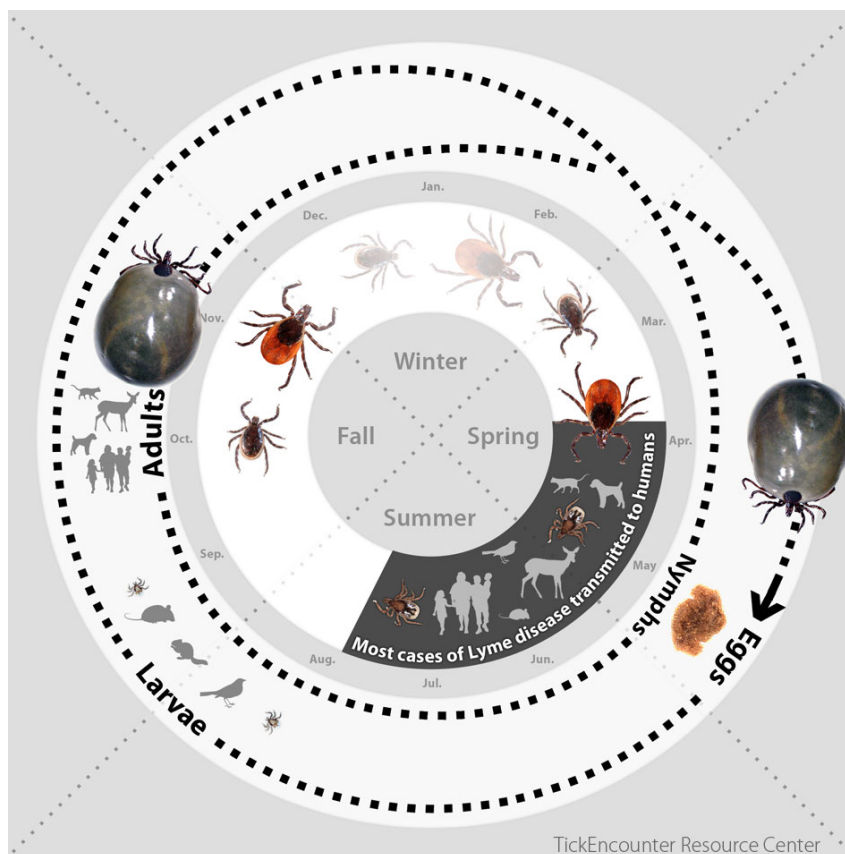 Jan.
Feb.
Mar.
Apr.
May
Jun.
Jul.
Aug.
Sep.
Oct.
Nov.
Dec.
Winter
Spring
Summer
Fall
Most cases of Lyme disease transmitted to humans
Nymphs
Eggs
Larvae
Adults
TickEncounter Resource Center